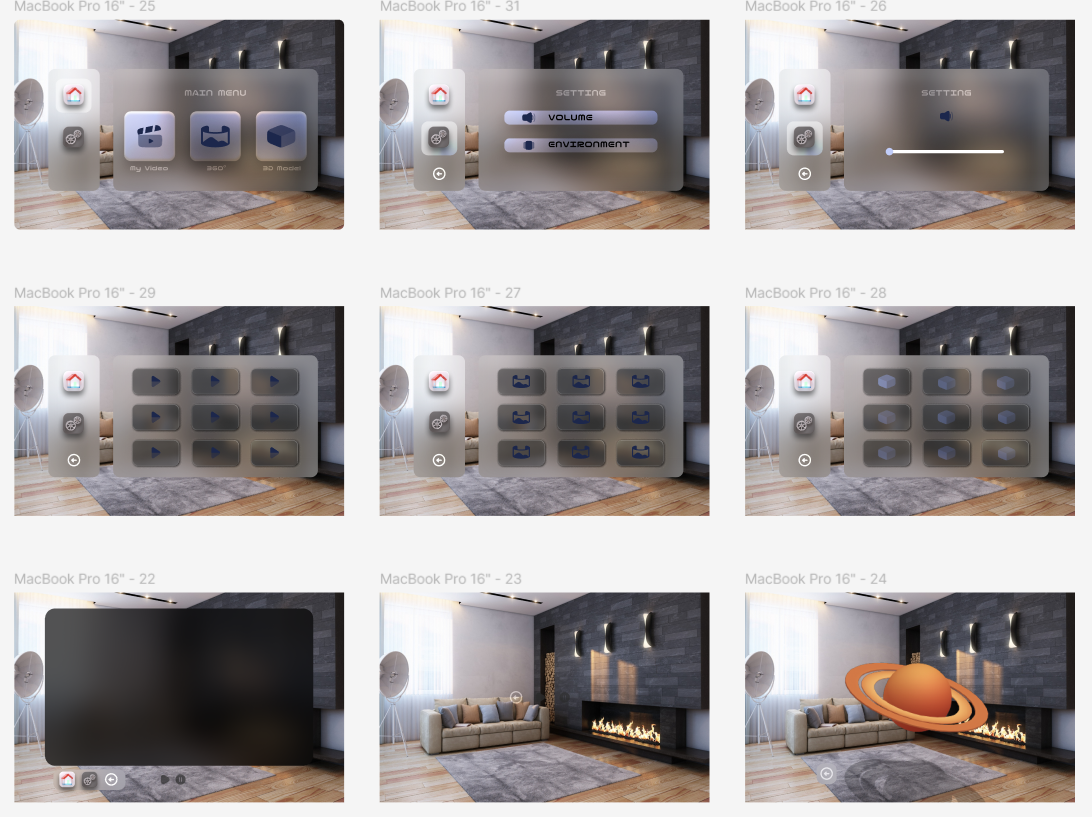 MacBook Pro 16" - 25
MacBook Pro 16" - 31
MacBook Pro 16" - 26
MAIN MENU
My Video
360°
3D Model
SETTING
VOLUME
ENVIRONMENT
SETTING
MacBook Pro 16" - 29
MacBook Pro 16" - 27
MacBook Pro 16" - 28
MacBook Pro 16" - 22
MacBook Pro 16" - 23
MacBook Pro 16" - 24